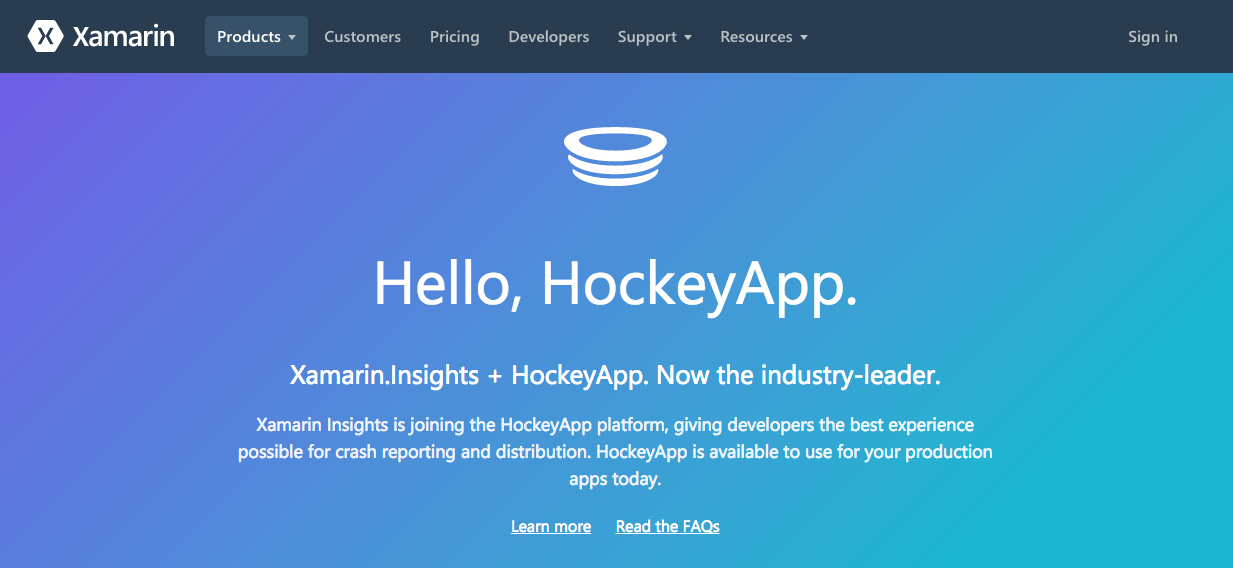 Xamarin Products Customers Pricing Developers Support Resources Sign in
Hello, HockeyApp.
Xamarin.Insights + HockeyApp. Now the industry-leader.
Xamarin Insights is joining the HockeyApp platform, giving developers the best experience
possible for crash reporting and distribution. HockeyApp is available to use for your production
apps today.
Learn more Read the FAQs